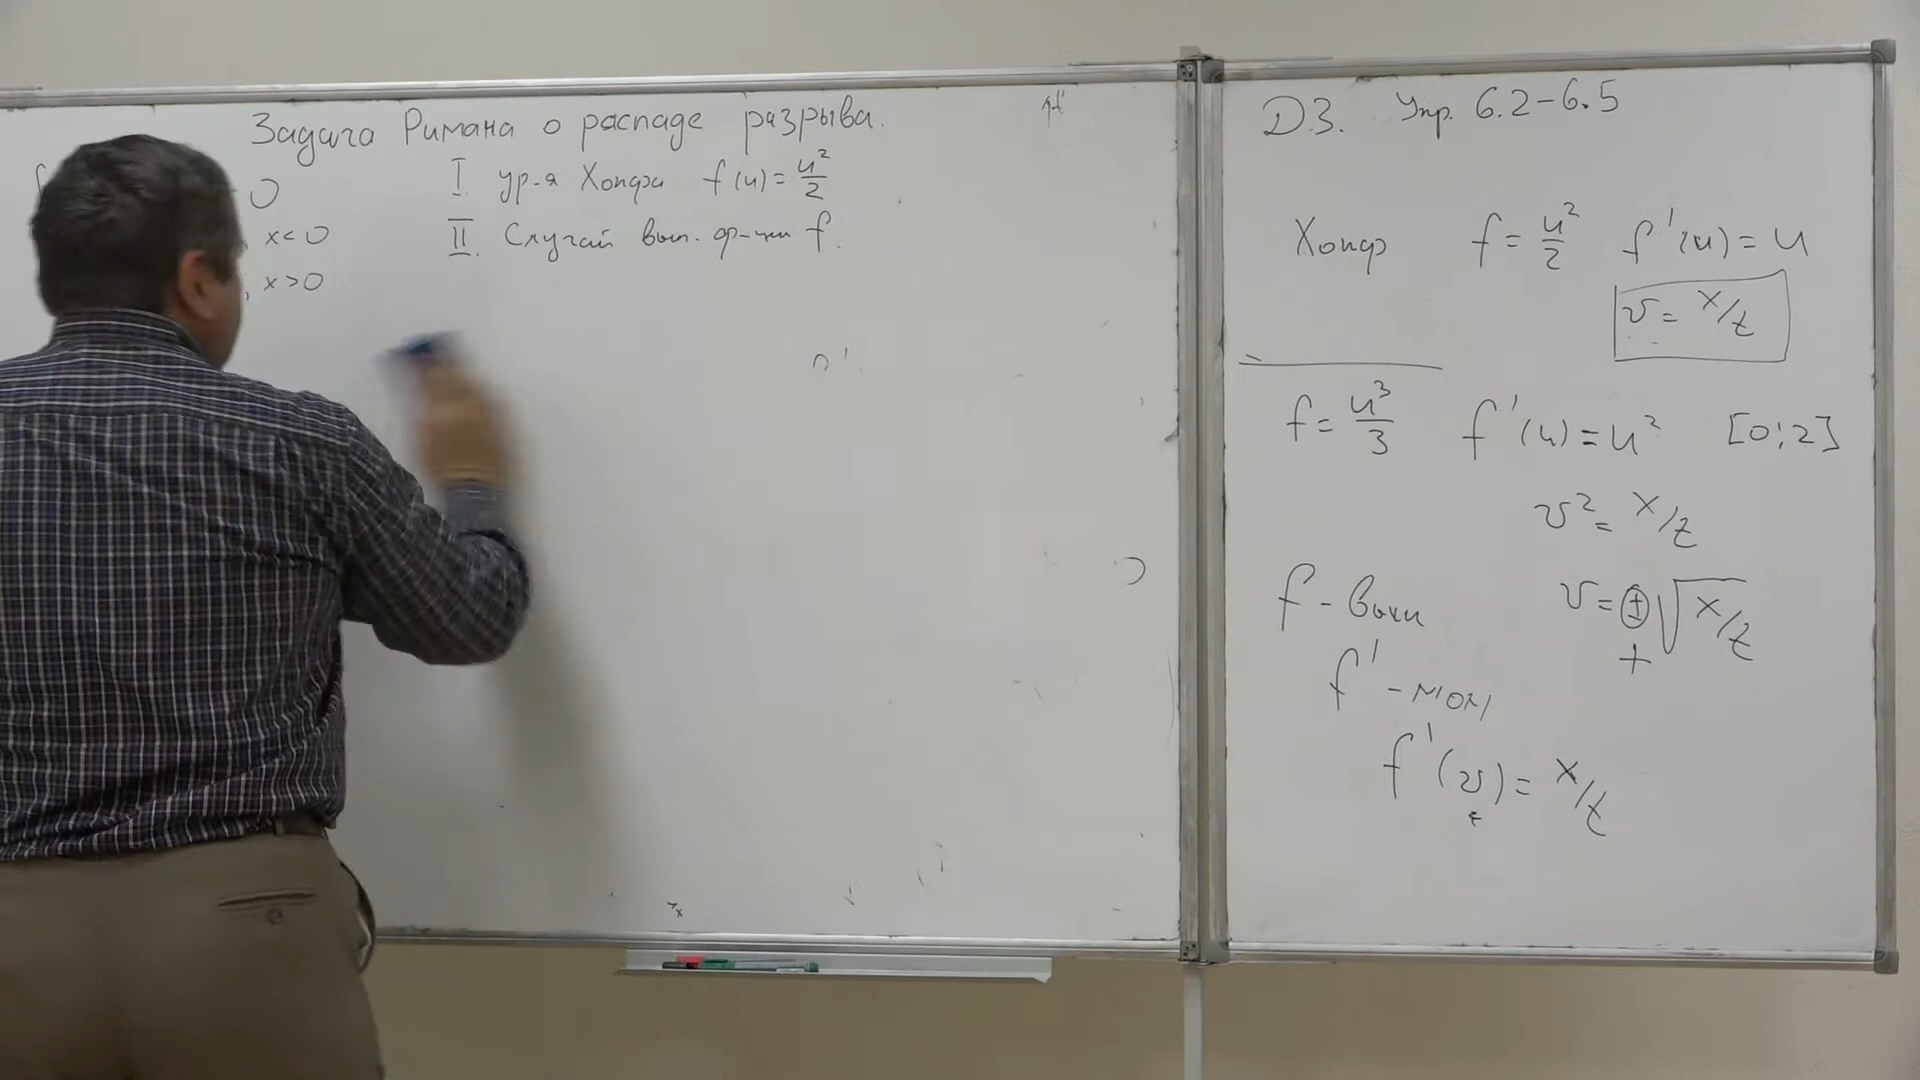 Задача Римана о распаде разрыва.
0
x<0
x>0
I. ур-я Хопфа f(u)=u²/2
II. Случай вып. ф-ции f.
Д.З. Упр. 6.2-6.5
Хопф f=u²/2 f'(u)=u
v= x/t
f=u³/3 f'(u)=u² [0;2]
v²= x/t
f - вып
v=±√x/t
+
f' - мон
f'(v)= x/t